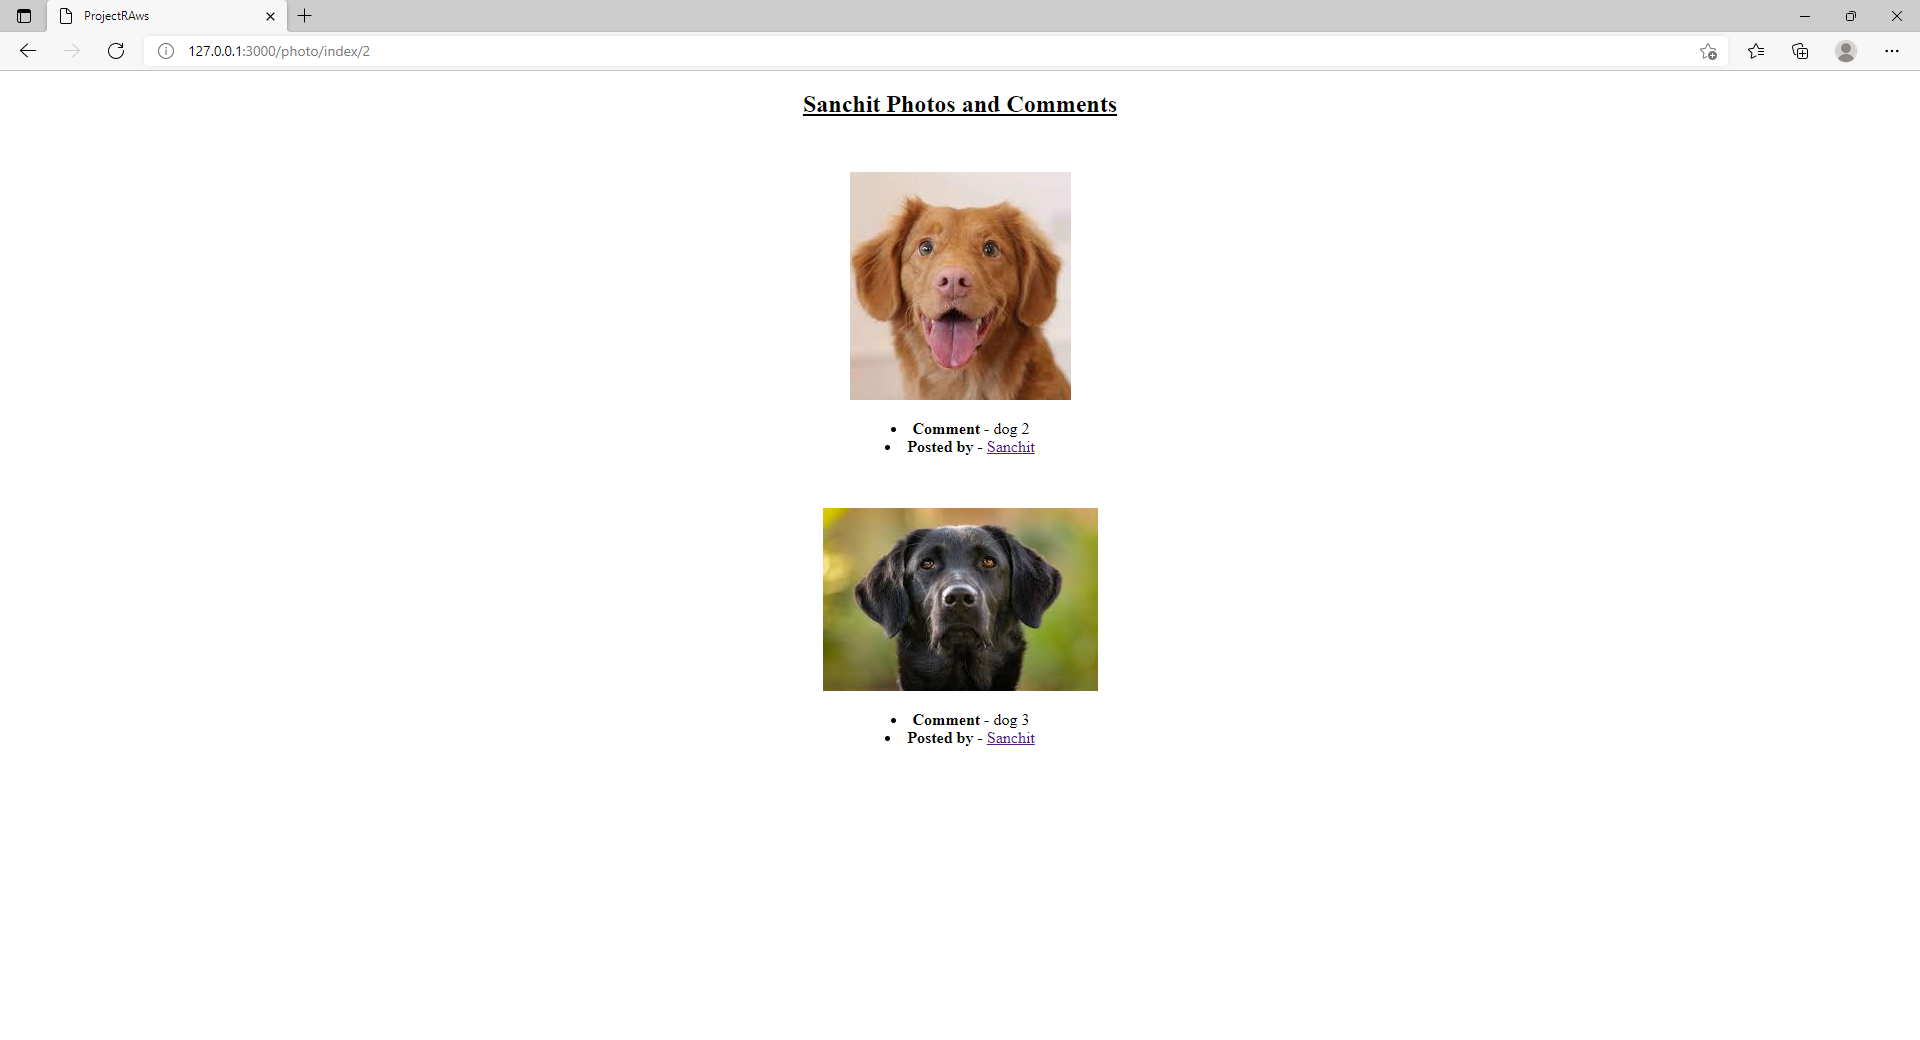 ProjectRAws
127.0.0.1:3000/photo/index/2
Sanchit Photos and Comments
• Comment - dog 2
• Posted by - Sanchit
• Comment - dog 3
• Posted by - Sanchit